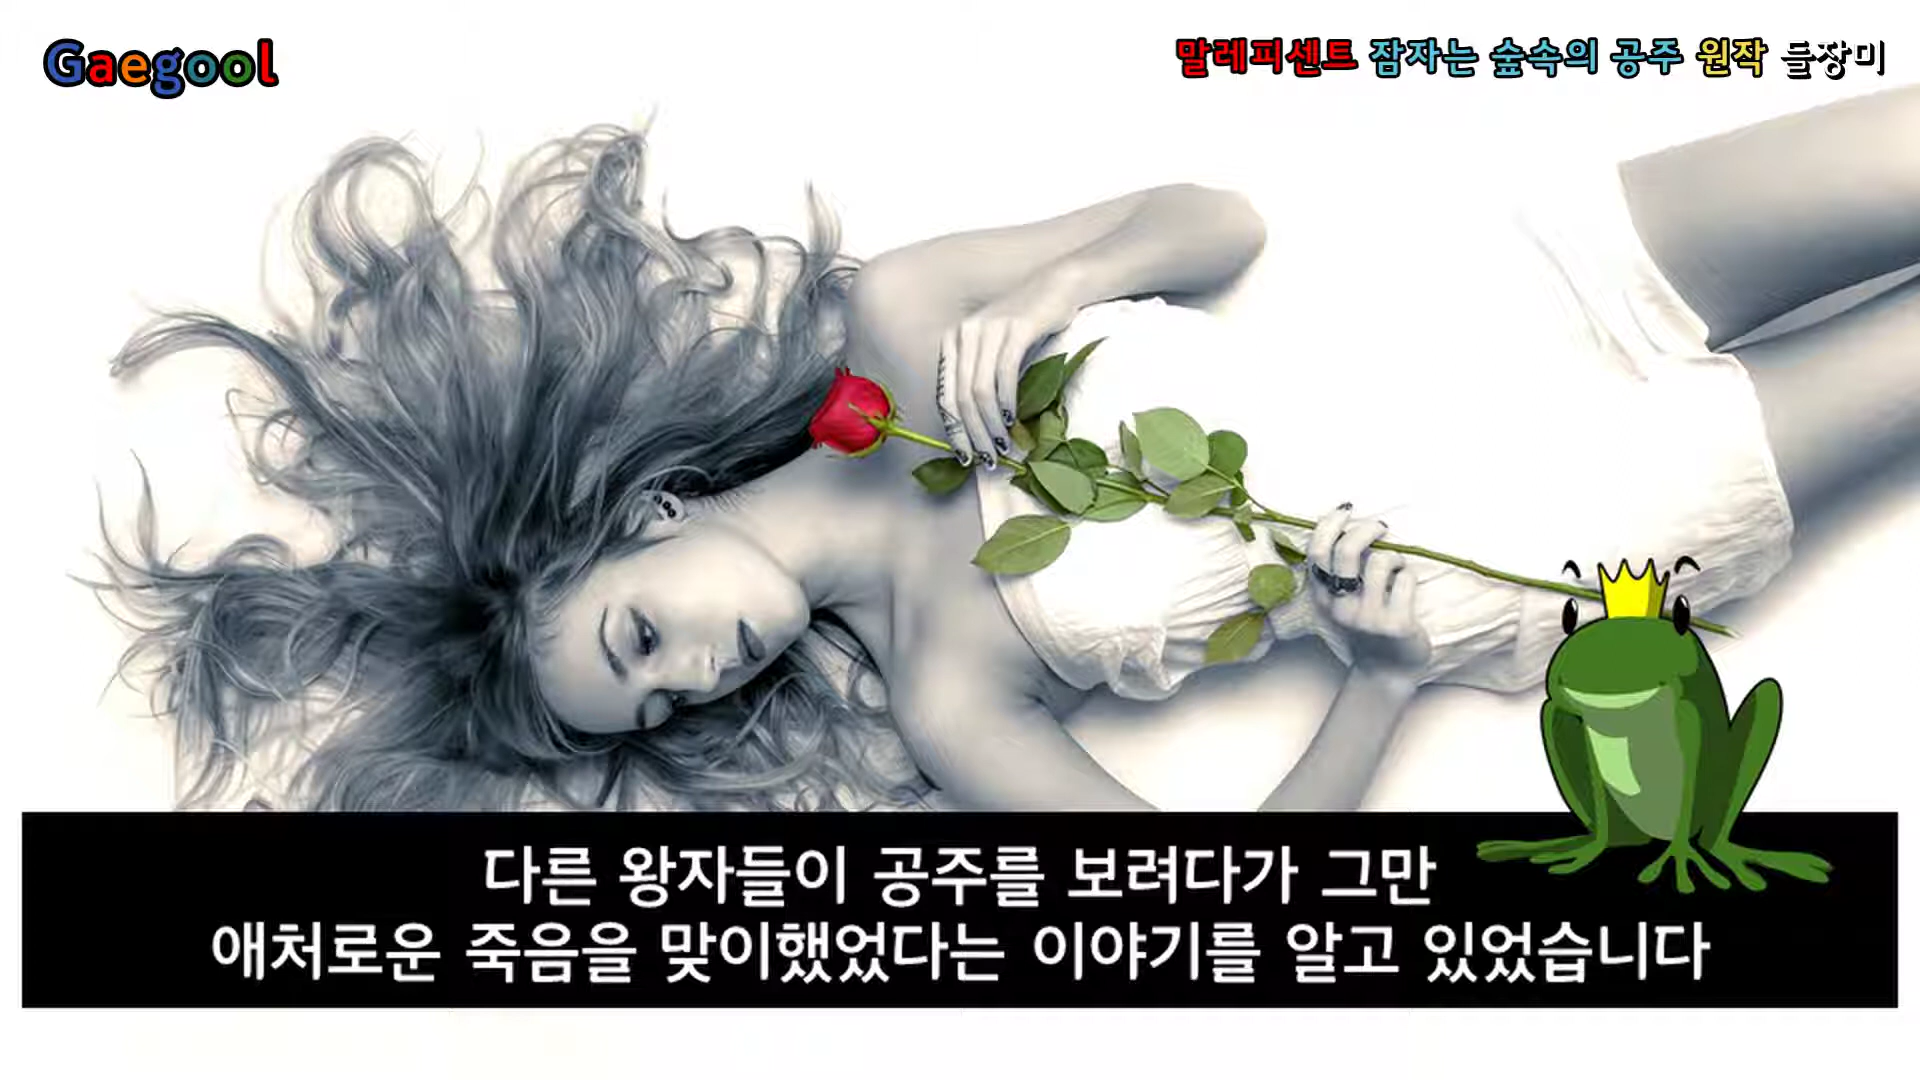 Gaegool
말레피센트 잠자는 숲속의 공주 원작 들장미
다른 왕자들이 공주를 보려다가 그만
애처로운 죽음을 맞이했었다는 이야기를 알고 있었습니다